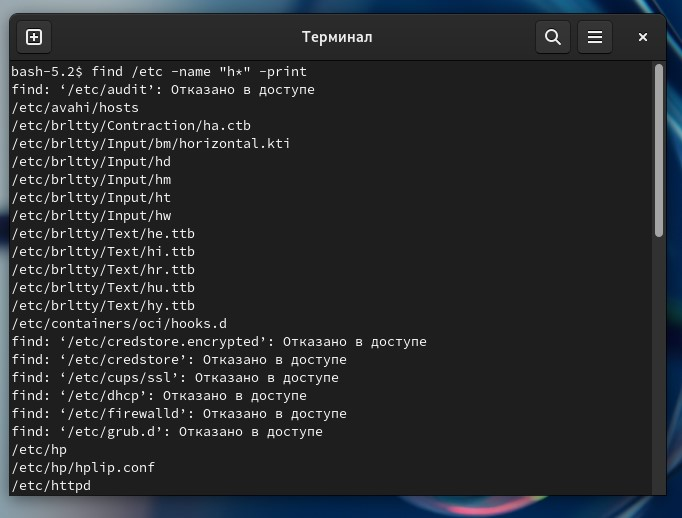 Терминал
bash-5.2$ find /etc -name "h*" -print
find: ‘/etc/audit’: Отказано в доступе
/etc/avahi/hosts
/etc/brltty/Contraction/ha.ctb
/etc/brltty/Input/bm/horizontal.kti
/etc/brltty/Input/hd
/etc/brltty/Input/hm
/etc/brltty/Input/ht
/etc/brltty/Input/hw
/etc/brltty/Text/he.ttb
/etc/brltty/Text/hi.ttb
/etc/brltty/Text/hr.ttb
/etc/brltty/Text/hu.ttb
/etc/brltty/Text/hy.ttb
/etc/containers/oci/hooks.d
find: ‘/etc/credstore.encrypted’: Отказано в доступе
find: ‘/etc/credstore’: Отказано в доступе
find: ‘/etc/cups/ssl’: Отказано в доступе
find: ‘/etc/dhcp’: Отказано в доступе
find: ‘/etc/firewalld’: Отказано в доступе
find: ‘/etc/grub.d’: Отказано в доступе
/etc/hp
/etc/hp/hplip.conf
/etc/httpd